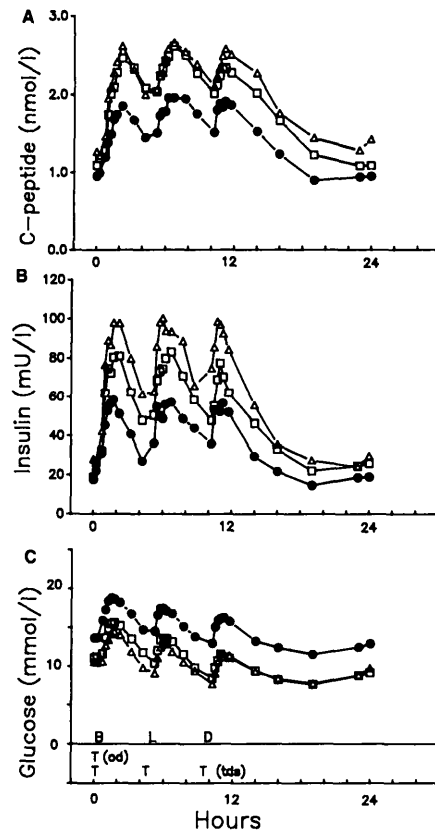 A
3.0
2.0
1.0
0.0
C-peptide (nmol/l)
0 12 24
B
120
100
80
60
40
20
0
Insulin (mU/l)
0 12 24
C
20
10
0
Glucose (mmol/l)
B L D
T (od)
T T T (tds)
0 12 24
Hours